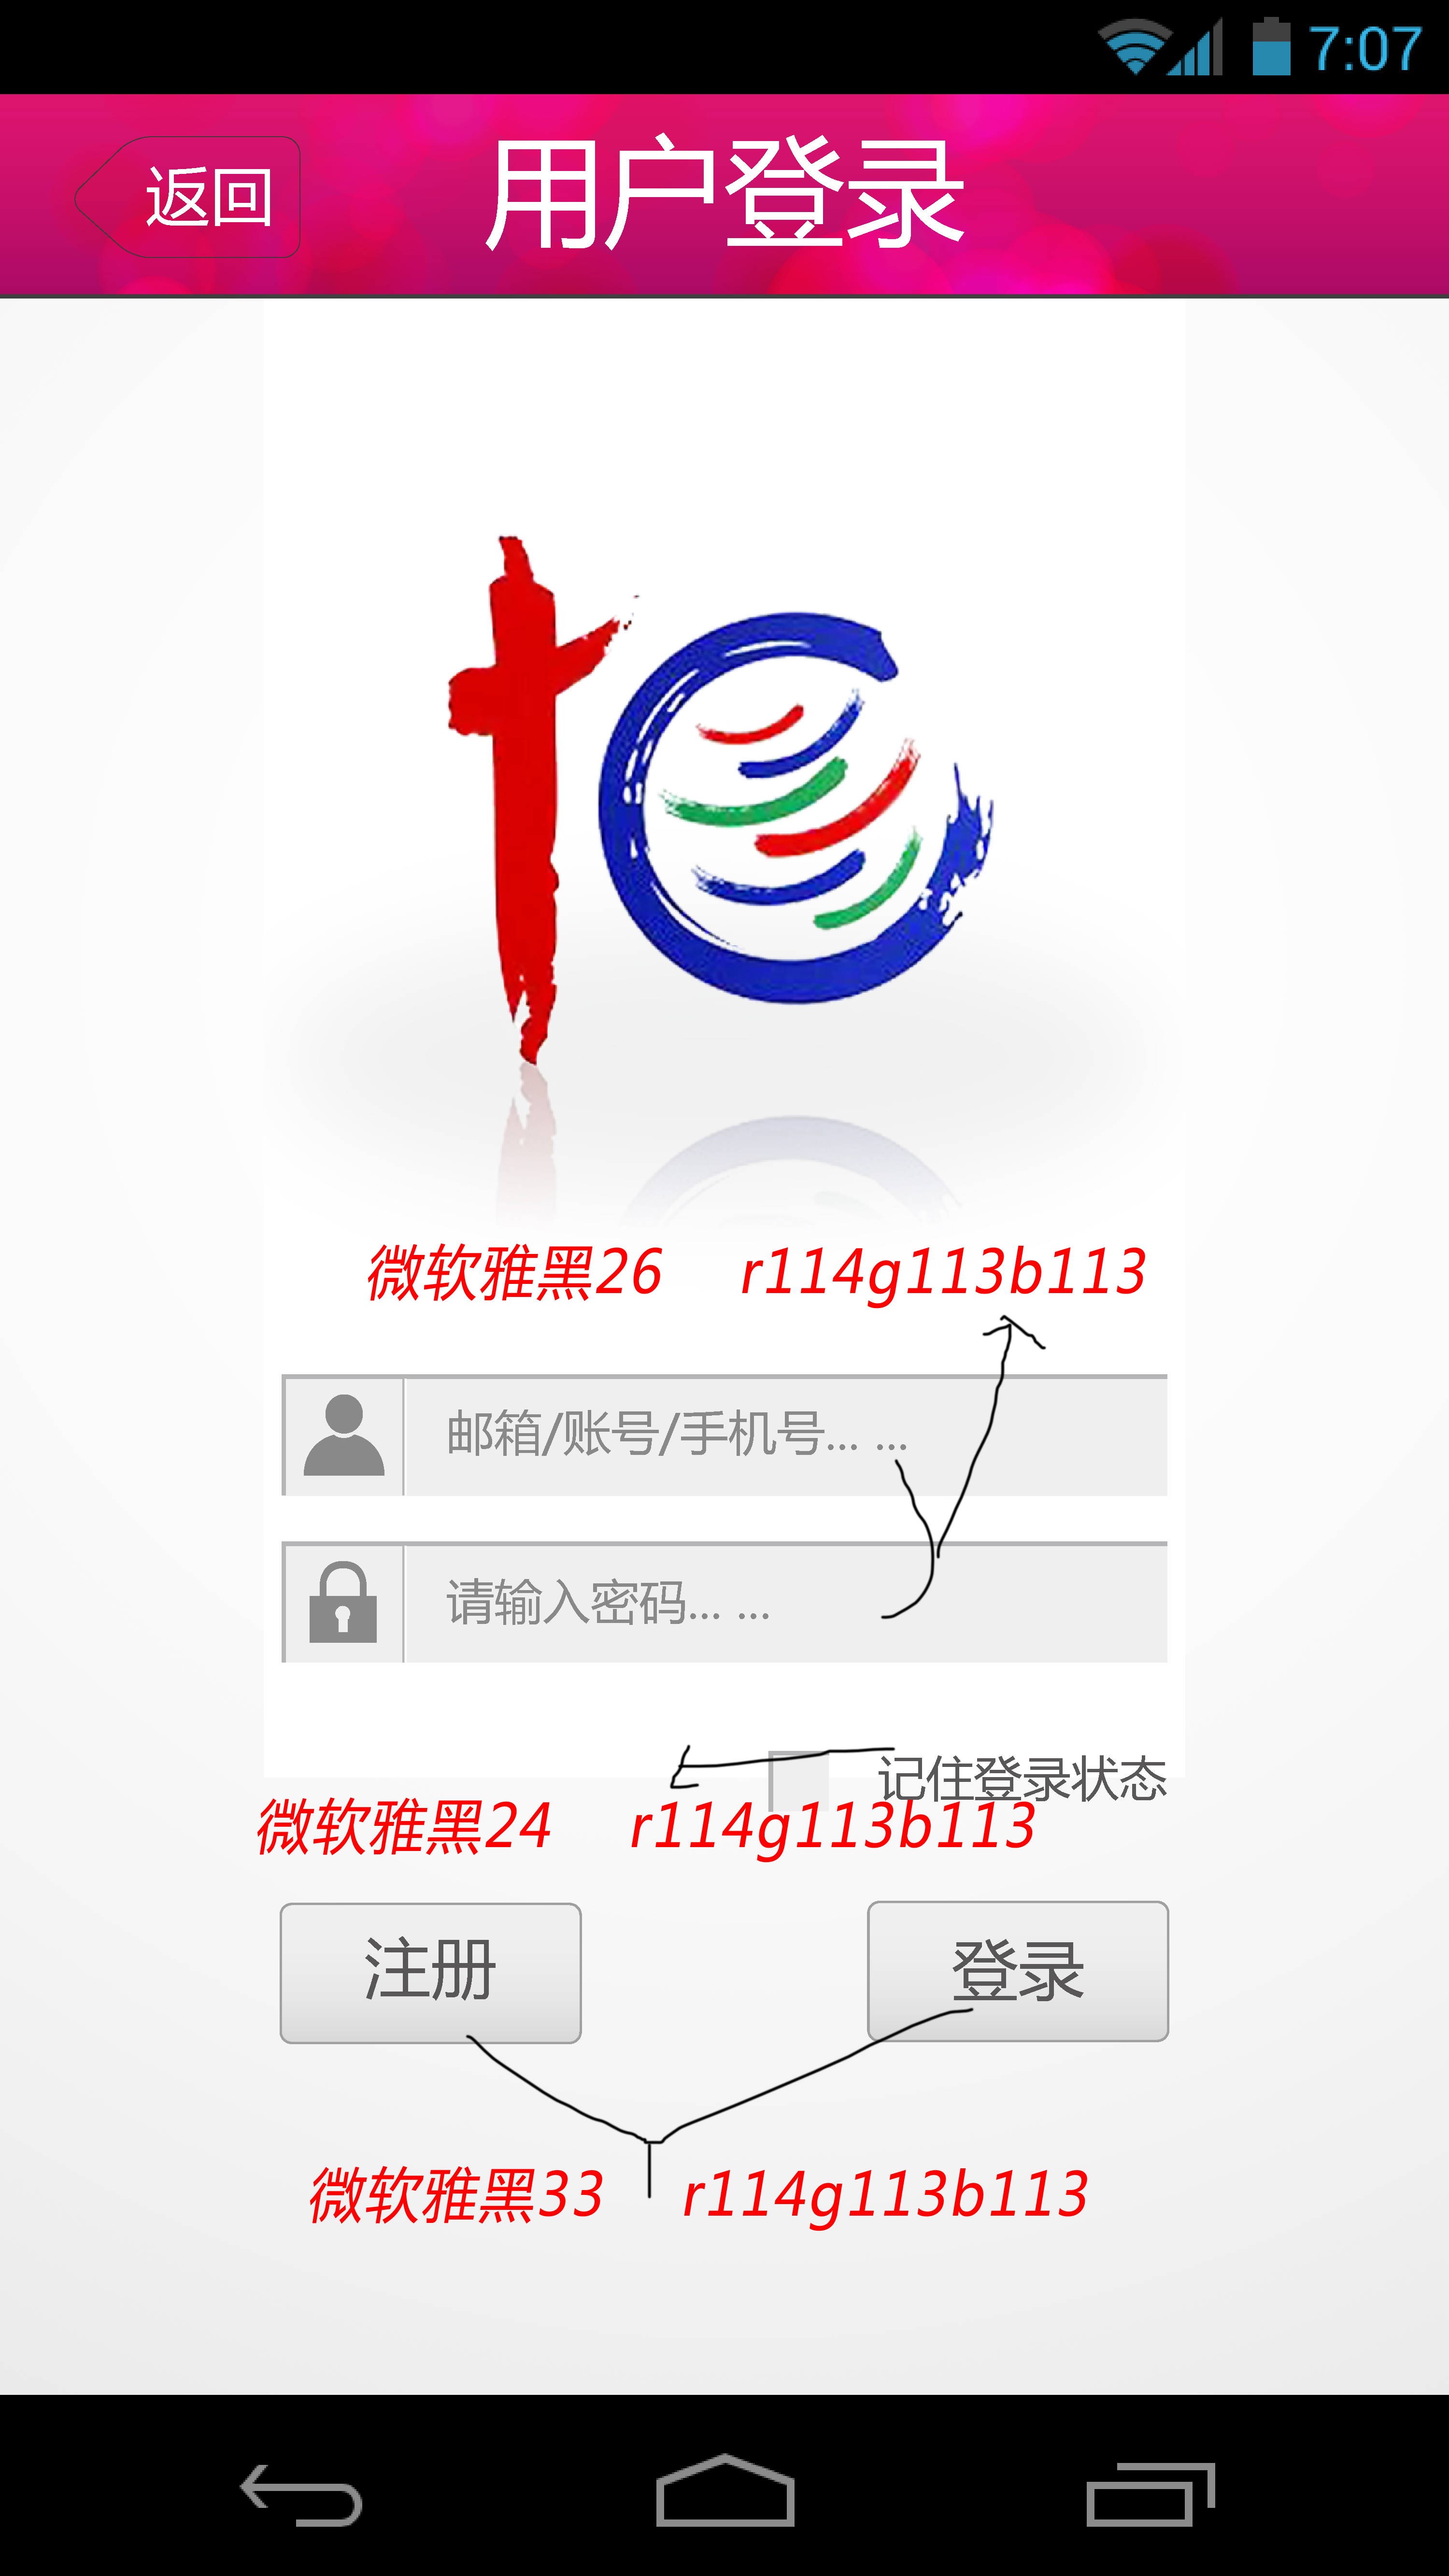 7:07
返回
用户登录
微软雅黑26 r114g113b113
邮箱/账号/手机号... ...
请输入密码... ...
记住登录状态
微软雅黑24 r114g113b113
注册
登录
微软雅黑33 r114g113b113